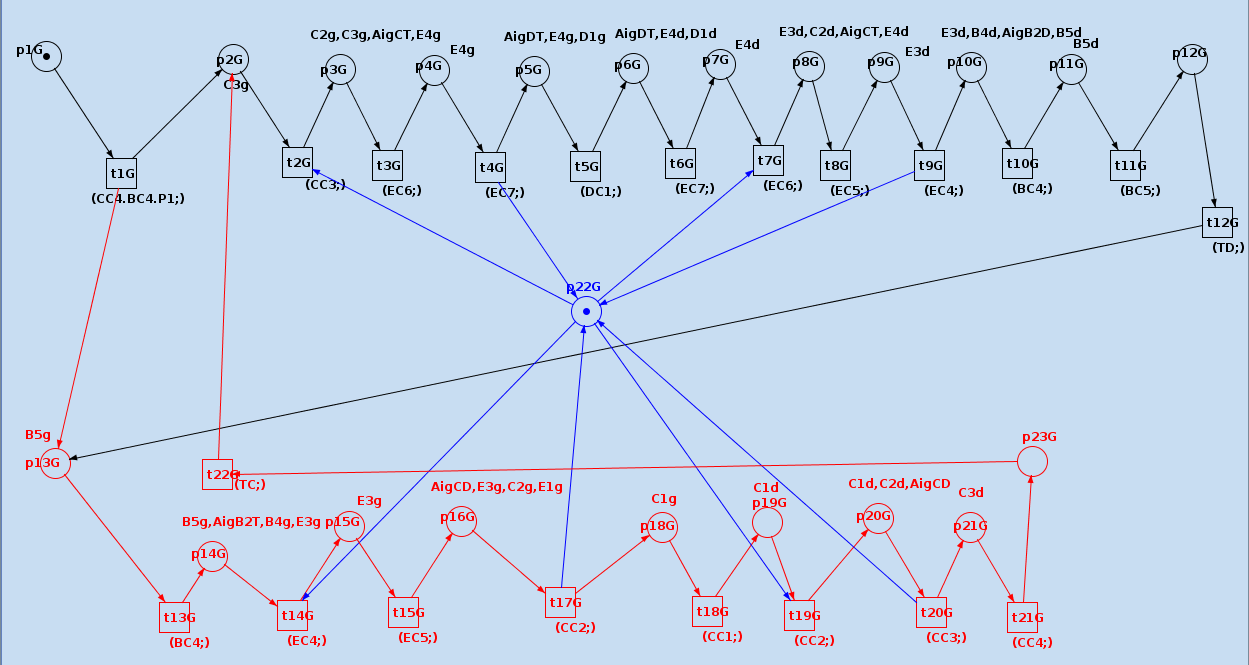 C2g,C3g,AigCT,E4g
E4g
AigDT,E4g,D1g
AigDT,E4d,D1d
E4d
E3d,C2d,AigCT,E4d
E3d
E3d,B4d,AigB2D,B5d
B5d
p1G
p2G
C3g
p3G
p4G
p5G
p6G
p7G
p8G
p9G
p10G
p11G
p12G
t1G
(CC4.BC4.P1;)
t2G
(CC3;)
t3G
(EC6;)
t4G
(EC7;)
t5G
(DC1;)
t6G
(EC7;)
t7G
(EC6;)
t8G
(EC5;)
t9G
(EC4;)
t10G
(BC4;)
t11G
(BC5;)
t12G
(TD;)
p22G
B5g
p13G
t22G
(TC;)
p23G
B5g,AigB2T,B4g,E3g
p14G
E3g
p15G
AigCD,E3g,C2g,E1g
p16G
C1g
p18G
C1d
p19G
C1d,C2d,AigCD
p20G
C3d
p21G
t13G
(BC4;)
t14G
(EC4;)
t15G
(EC5;)
t17G
(CC2;)
t18G
(CC1;)
t19G
(CC2;)
t20G
(CC3;)
t21G
(CC4;)